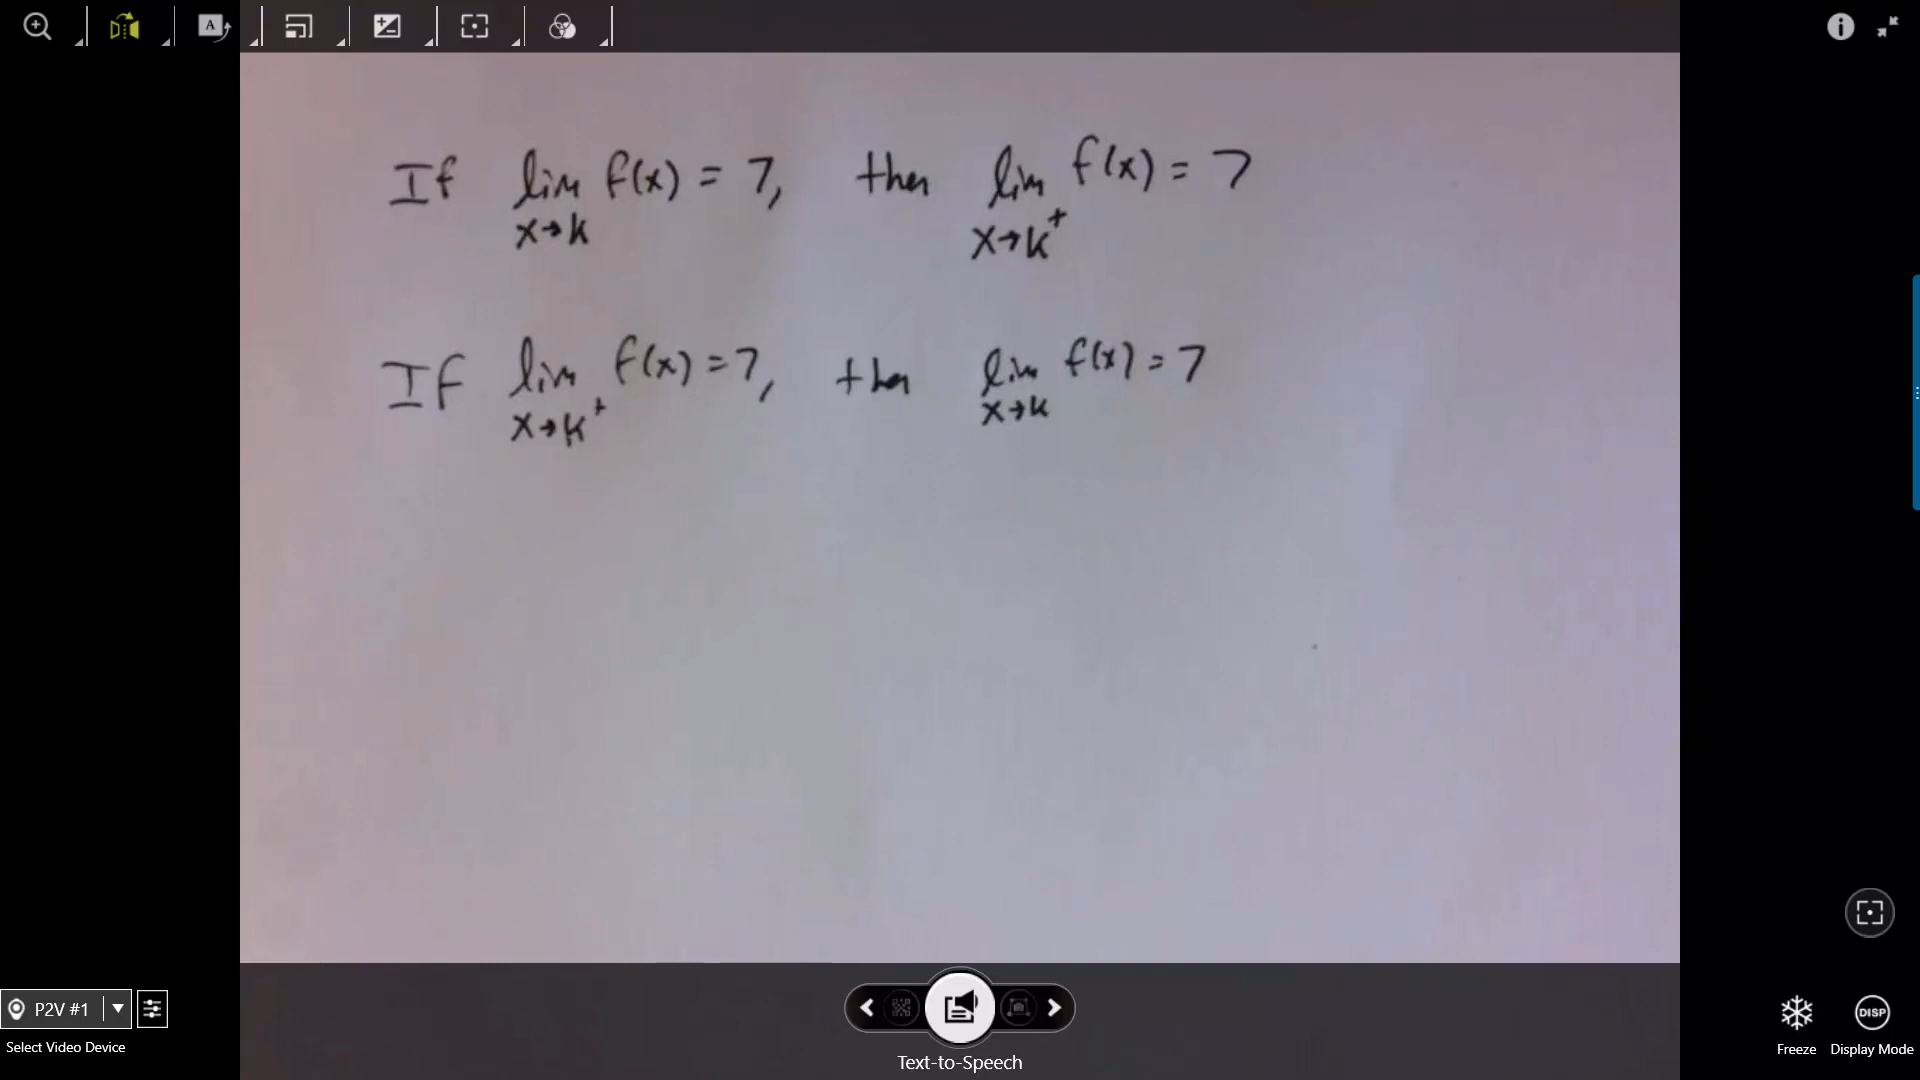 A
If lim f(x) = 7, then lim f(x) = 7
x→k x→k⁺
If lim f(x) = 7, then lim f(x) = 7
x→k⁺ x→k
P2V #1
Select Video Device
Text-to-Speech
Freeze
DISP
Display Mode